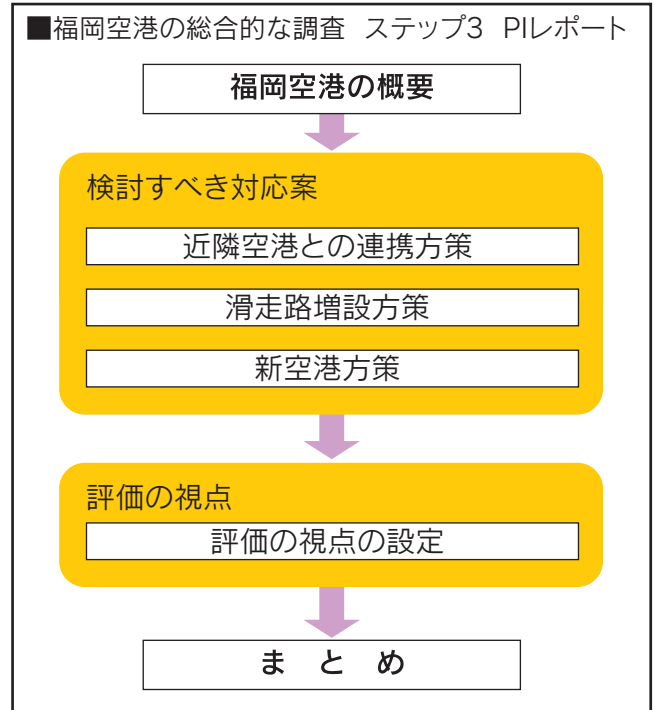 ■福岡空港の総合的な調査 ステップ3 PIレポート
福岡空港の概要
検討すべき対応案
近隣空港との連携方策
滑走路増設方策
新空港方策
評価の視点
評価の視点の設定
ま と め